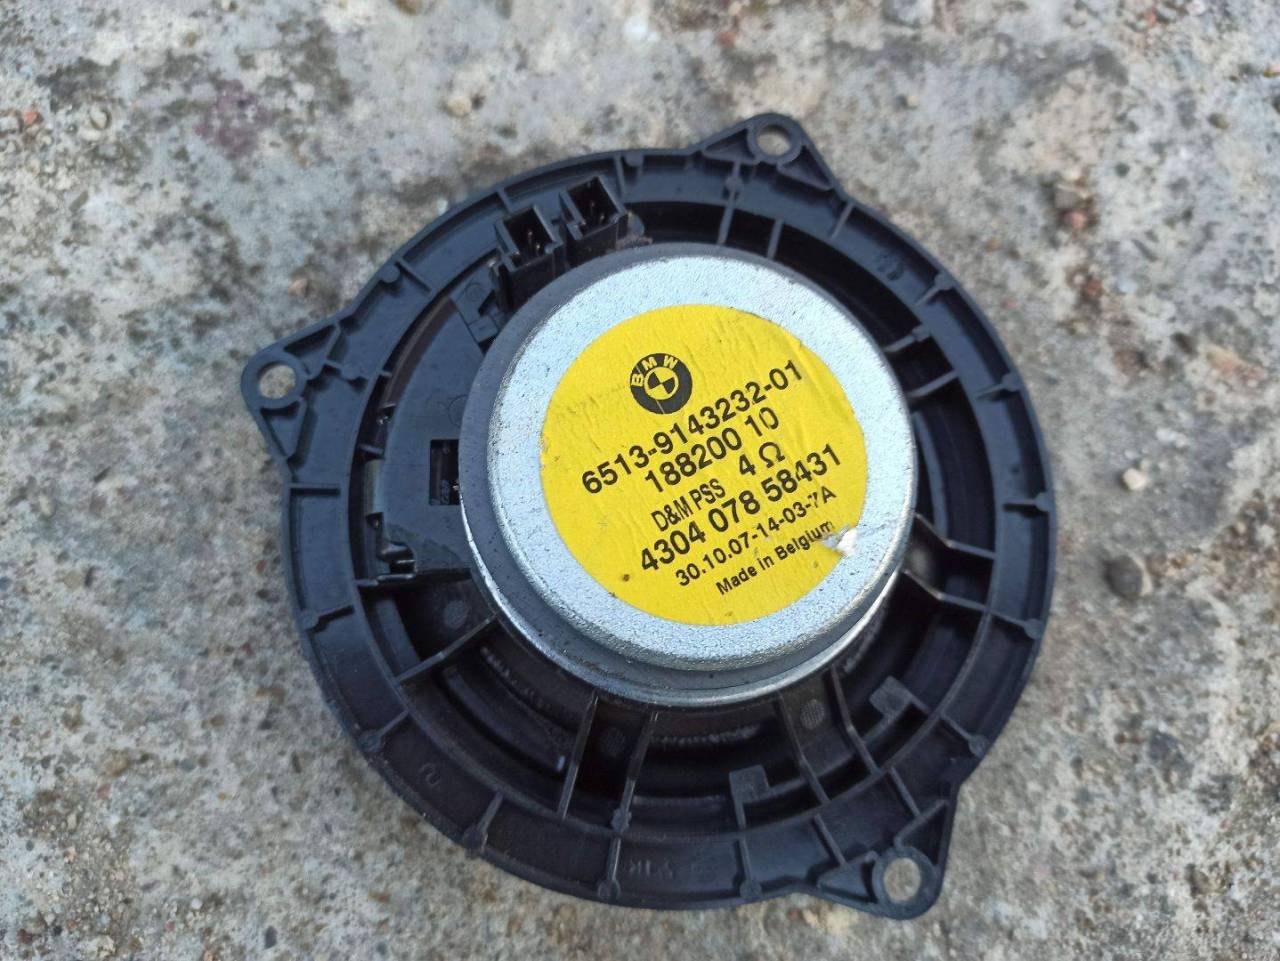 BMW
6513-9143232-01
188200 10
D&M PSS 4 Ω
4304 078 58431
30.10.07-14-03-7A
Made in Belgium